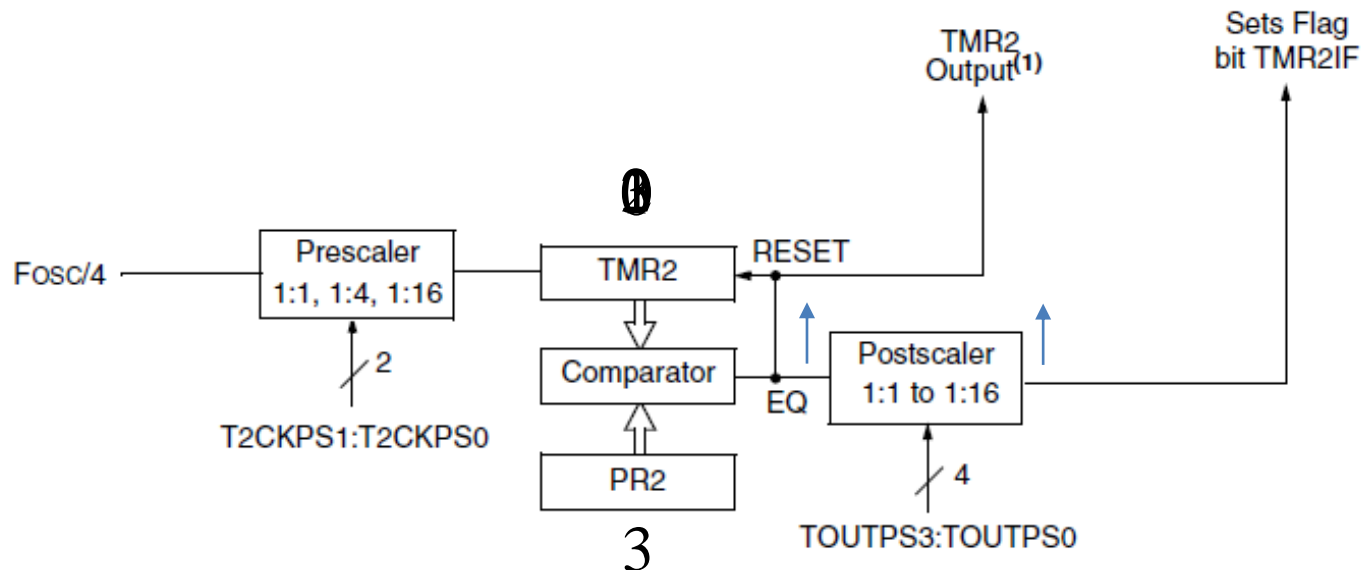 Sets Flag
bit TMR2IF
TMR2
Output(1)
RESET
Prescaler
1:1, 1:4, 1:16
FOSC/4
TMR2
2
Comparator
EQ
Postscaler
1:1 to 1:16
T2CKPS1:T2CKPS0
PR2
4
TOUTPS3:TOUTPS0
3